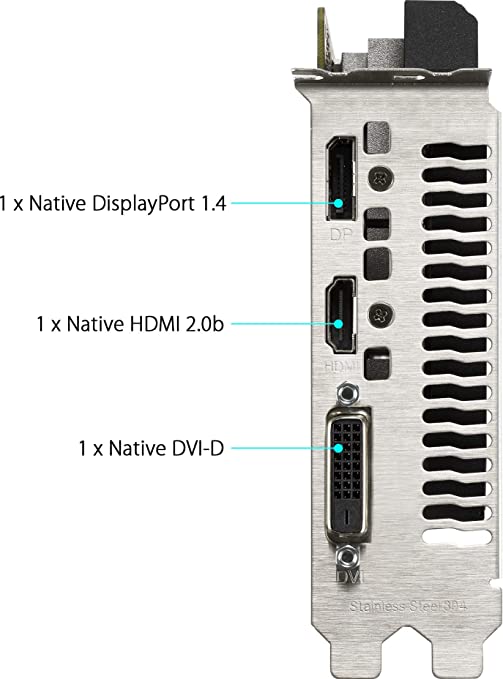 1 x Native DisplayPort 1.4
DP
1 x Native HDMI 2.0b
HDMI
1 x Native DVI-D
DVI
Stainless Steel 304